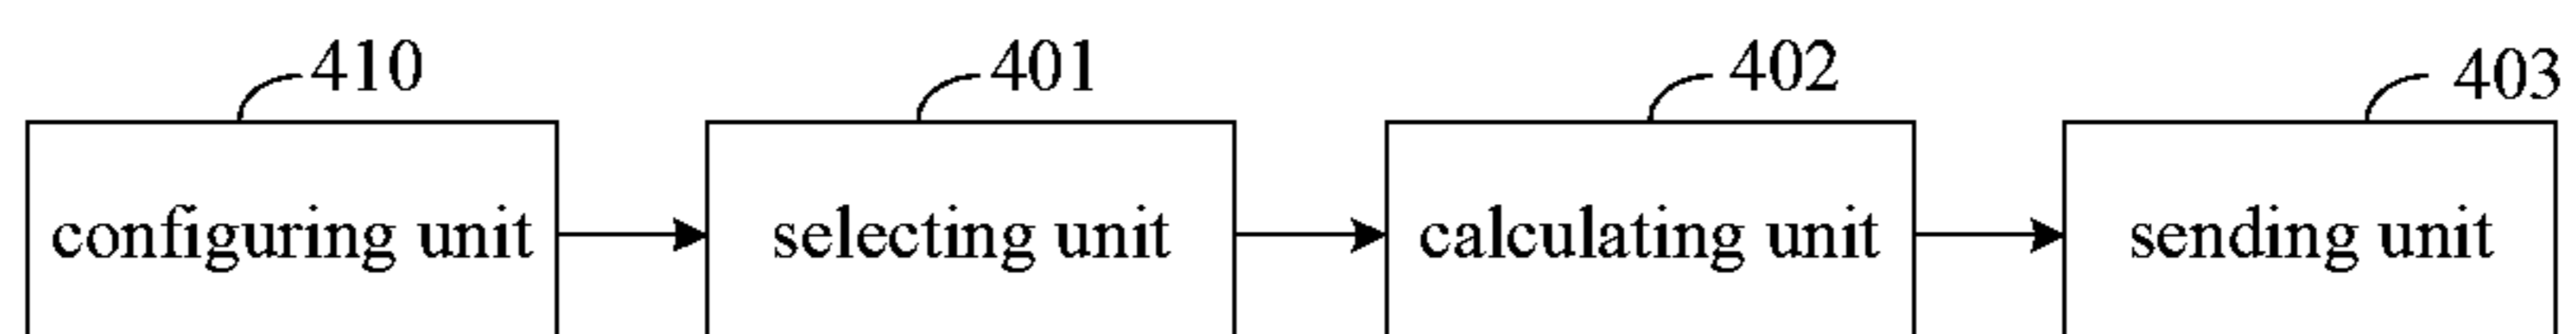 410 401 402 403
configuring unit selecting unit calculating unit sending unit